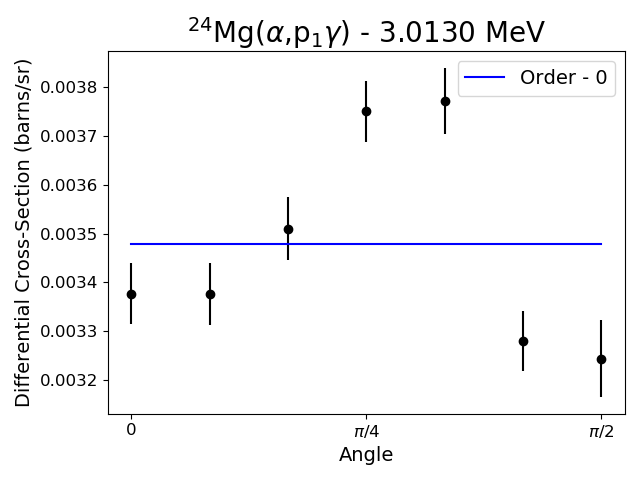 ²⁴Mg(α,p₁γ) - 3.0130 MeV
Order - 0
Differential Cross-Section (barns/sr)
0.0038
0.0037
0.0036
0.0035
0.0034
0.0033
0.0032
0 π/4 π/2
Angle